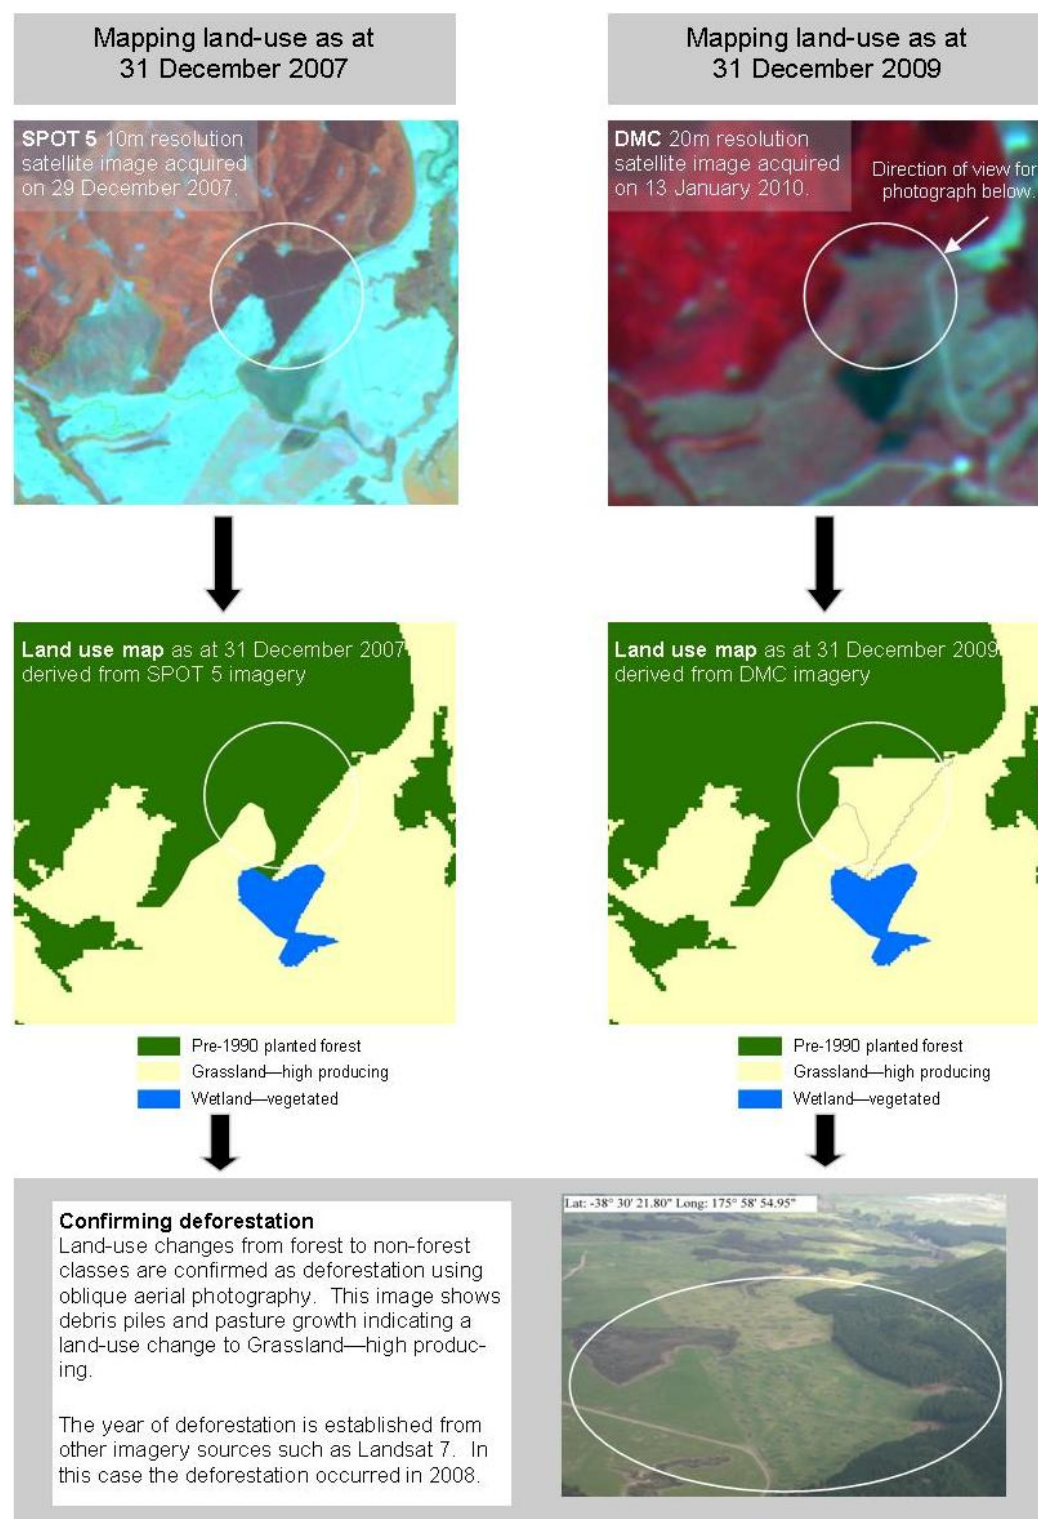 Mapping land-use as at
31 December 2007
Mapping land-use as at
31 December 2009
SPOT 5 10m resolution
satellite image acquired
on 29 December 2007.
DMC 20m resolution
satellite image acquired
on 13 January 2010.
Direction of view for
photograph below.
Land use map as at 31 December 2007
derived from SPOT 5 imagery
Land use map as at 31 December 2009
derived from DMC imagery
Pre-1990 planted forest
Grassland—high producing
Wetland—vegetated
Pre-1990 planted forest
Grassland—high producing
Wetland—vegetated
Confirming deforestation
Land-use changes from forest to non-forest
classes are confirmed as deforestation using
oblique aerial photography.  This image shows
debris piles and pasture growth indicating a
land-use change to Grassland—high produc-
ing.
The year of deforestation is established from
other imagery sources such as Landsat 7.  In
this case the deforestation occurred in 2008.
Lat: -38° 30' 21.80" Long: 175° 58' 54.95"